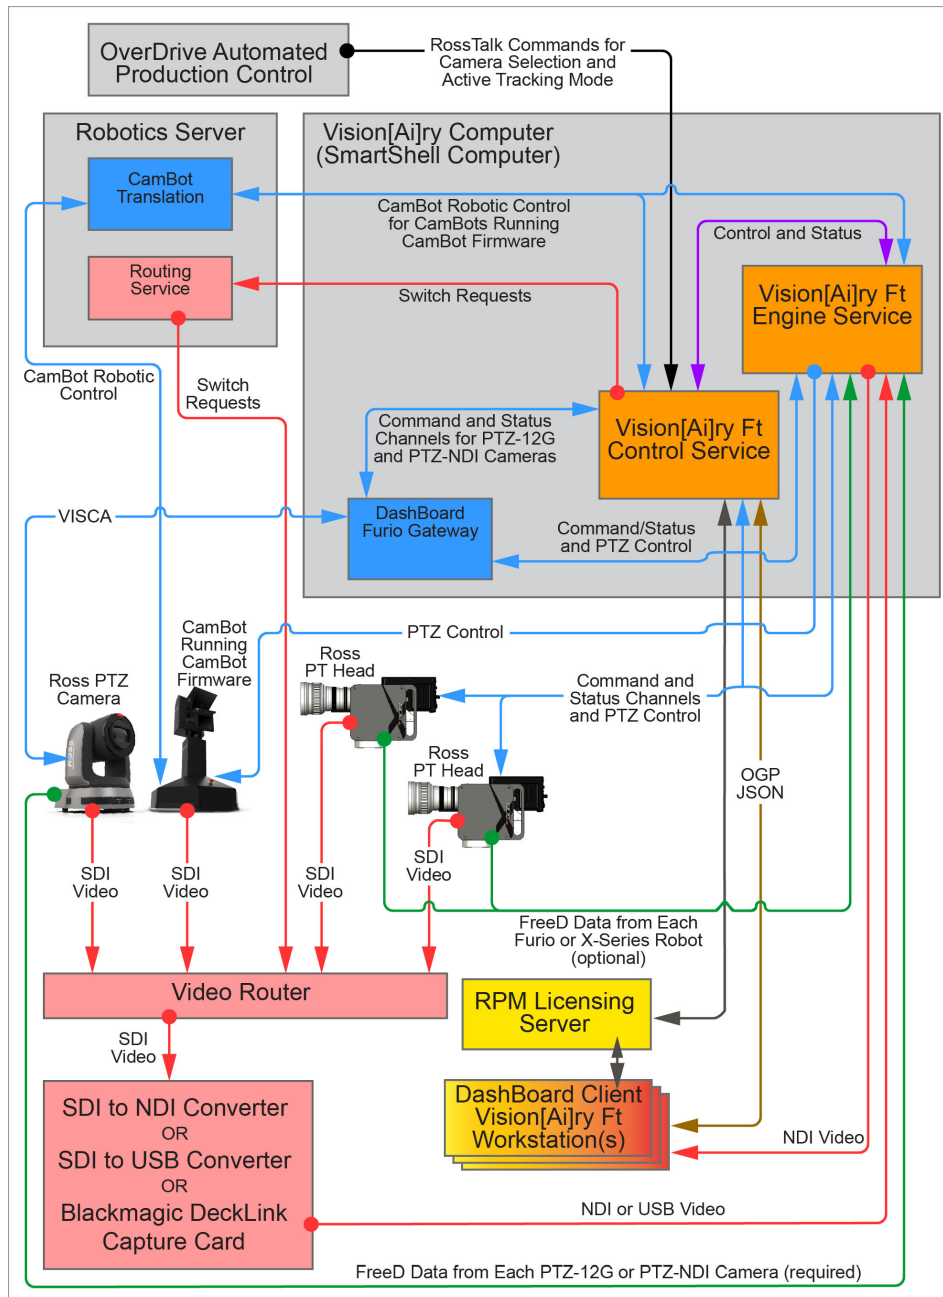 OverDrive Automated
Production Control
RossTalk Commands for
Camera Selection and
Active Tracking Mode
Robotics Server
CamBot
Translation
Routing
Service
Vision[Ai]ry Computer
(SmartShell Computer)
CamBot Robotic Control
for CamBots Running
CamBot Firmware
Control and Status
Switch Requests
Vision[Ai]ry Ft
Engine Service
CamBot Robotic
Control
Switch
Requests
Command and Status
Channels for PTZ-12G
and PTZ-NDI Cameras
Vision[Ai]ry Ft
Control Service
VISCA
DashBoard
Furio Gateway
Command/Status
and PTZ Control
CamBot
Running
CamBot
Firmware
PTZ Control
Ross PTZ
Camera
Ross
PT Head
Command and
Status Channels
and PTZ Control
Ross
PT Head
OGP
JSON
SDI
Video
SDI
Video
SDI
Video
SDI
Video
FreeD Data from Each
Furio or X-Series Robot
(optional)
Video Router
RPM Licensing
Server
SDI
Video
SDI to NDI Converter
OR
SDI to USB Converter
OR
Blackmagic DeckLink
Capture Card
DashBoard Client
Vision[Ai]ry Ft
Workstation(s)
NDI Video
NDI or USB Video
FreeD Data from Each PTZ-12G or PTZ-NDI Camera (required)